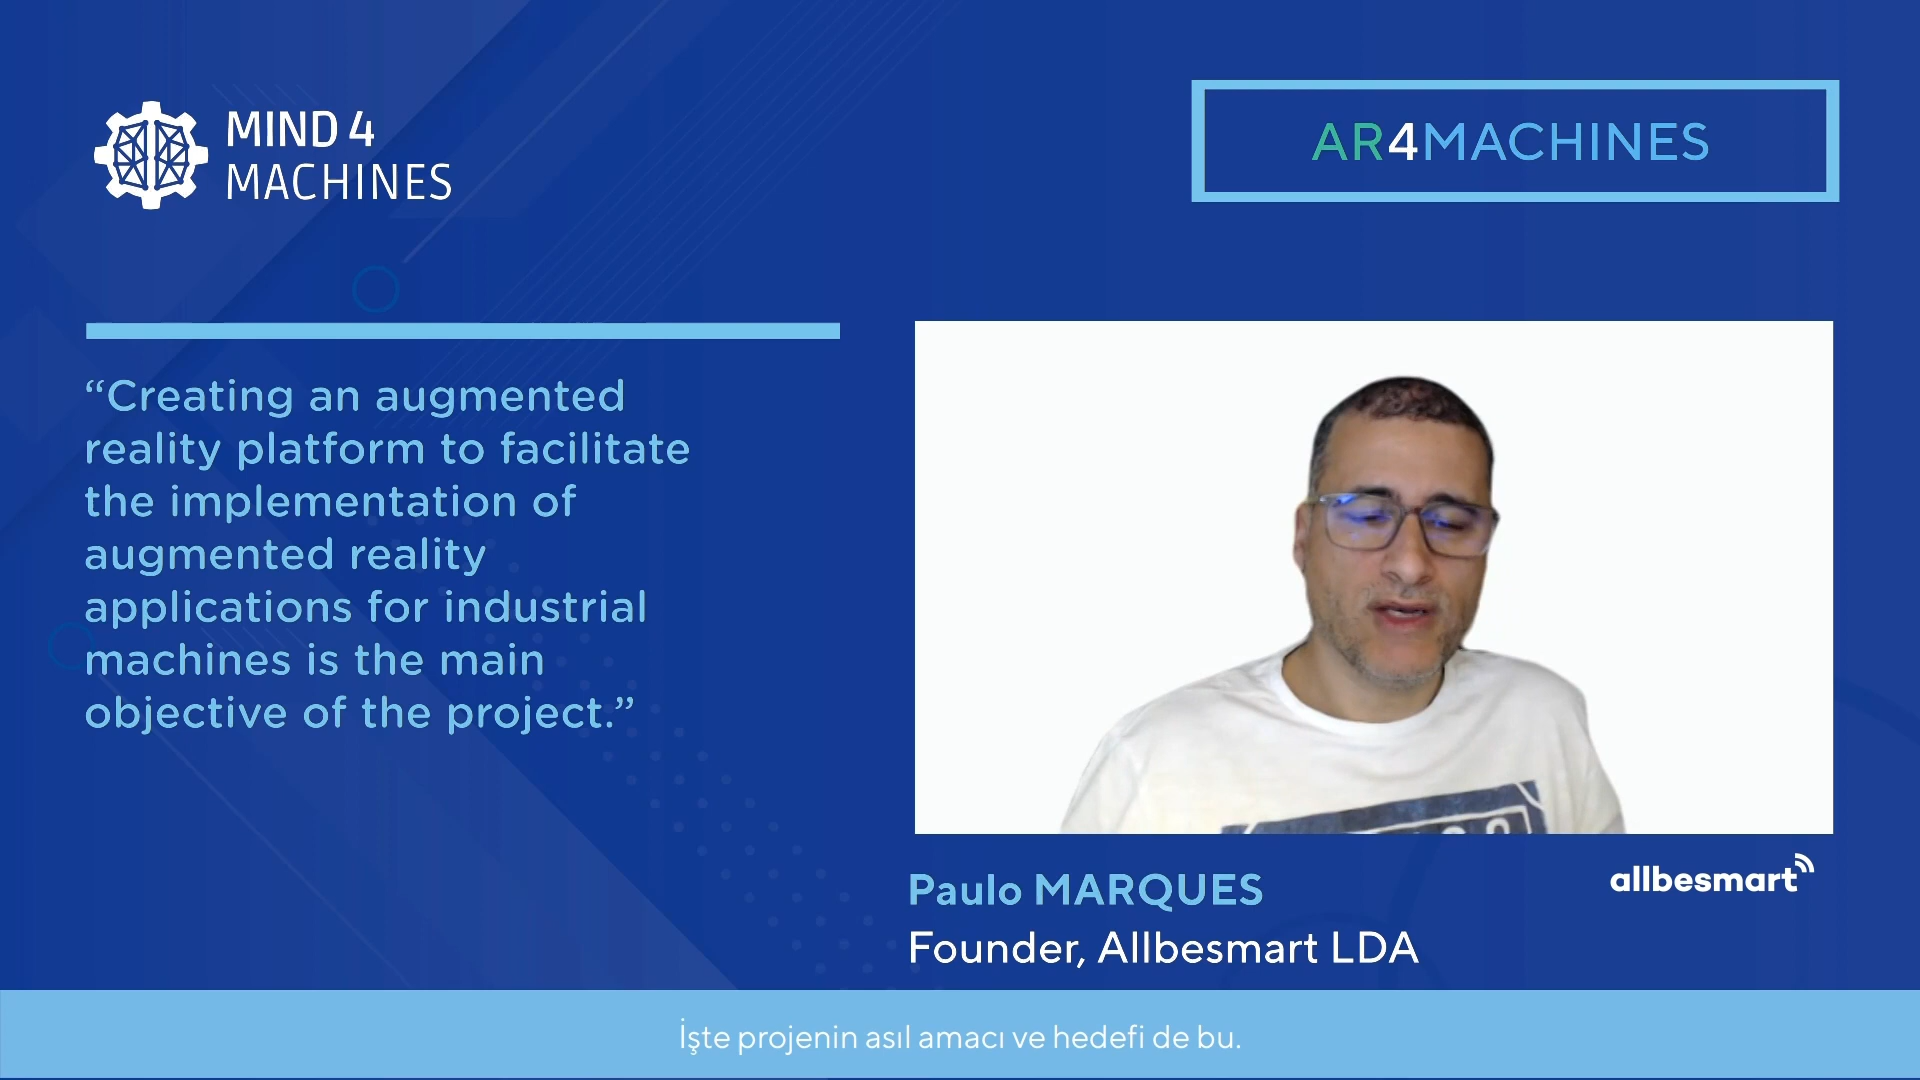 MIND 4
MACHINES
AR4MACHINES
“Creating an augmented
reality platform to facilitate
the implementation of
augmented reality
applications for industrial
machines is the main
objective of the project.”
Paulo MARQUES
Founder, Allbesmart LDA
allbesmart
İşte projenin asıl amacı ve hedefi de bu.